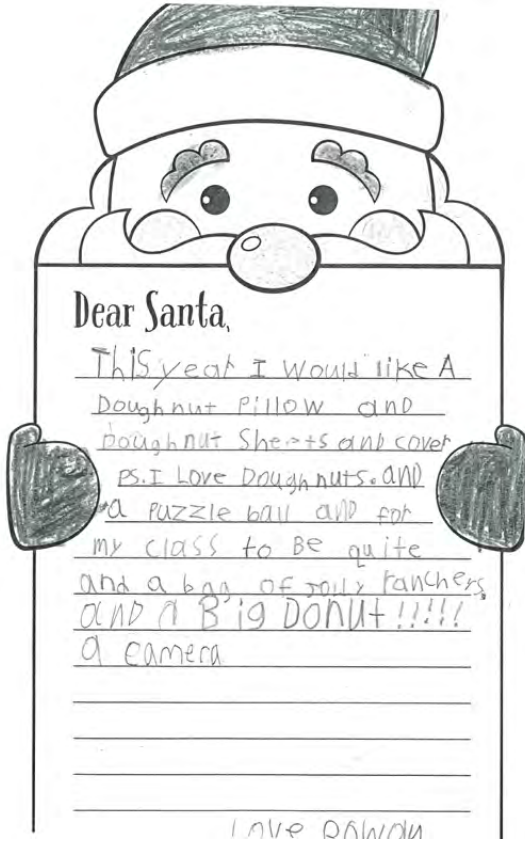 Dear Santa,
This year I would like A
Doughnut Pillow and
Doughnut Sheets and cover
PS. I Love Doughnuts. and
a puzzle ball and for
my class to Be quite
and a bag of Jolly ranchers,
and a Big Donut!!!!!
a camera
Love